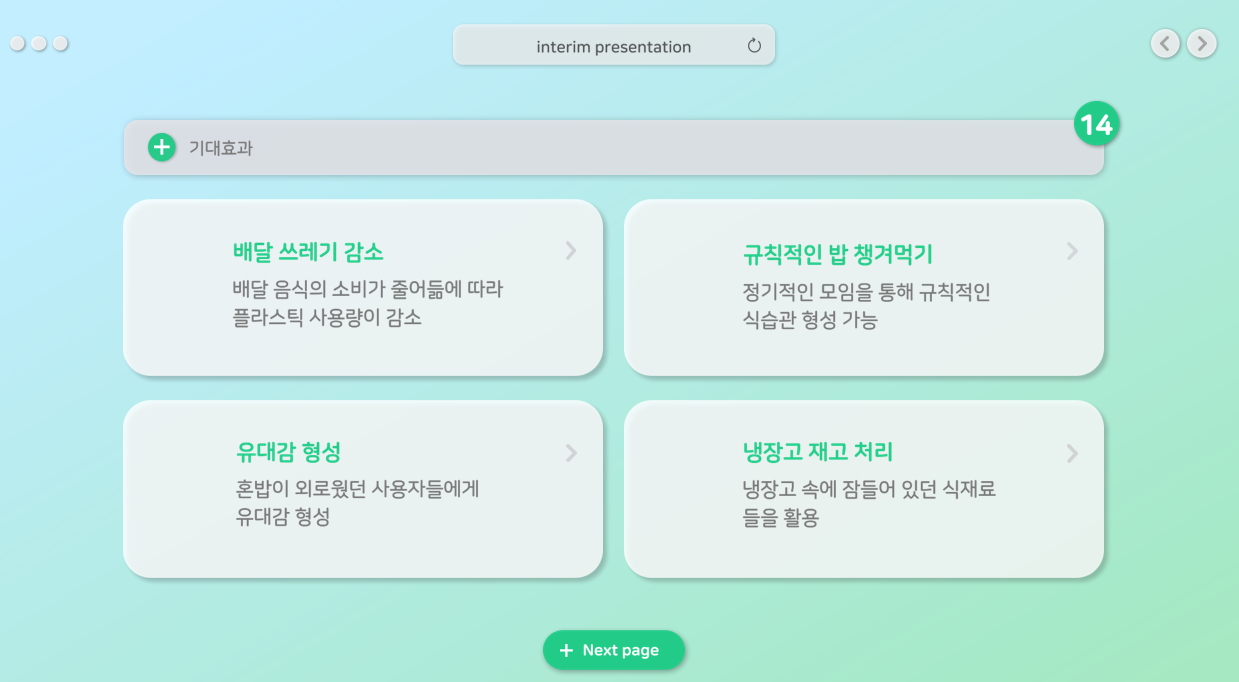 interim presentation
14
기대효과
배달 쓰레기 감소
배달 음식의 소비가 줄어듦에 따라
플라스틱 사용량이 감소
규칙적인 밥 챙겨먹기
정기적인 모임을 통해 규칙적인
식습관 형성 가능
유대감 형성
혼밥이 외로웠던 사용자들에게
유대감 형성
냉장고 재고 처리
냉장고 속에 잠들어 있던 식재료
들을 활용
Next page